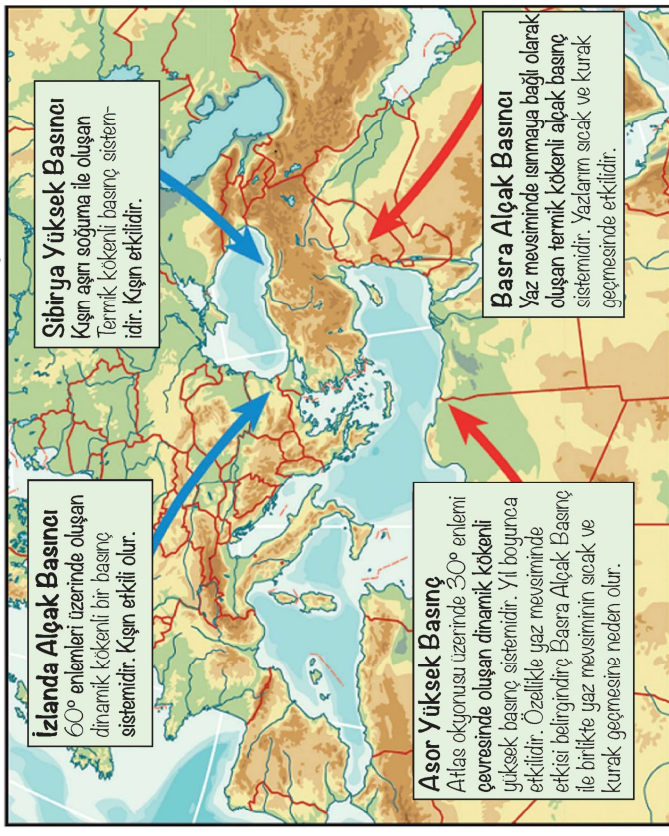 İzlanda Alçak Basıncı
60° enlemleri üzerinde oluşan
dinamik kökenli bir basınç
sistemidir. Kışın etkili olur.
Sibirya Yüksek Basıncı
Kışın aşırı soğuma ile oluşan
Termik kökenli basınç sistem-
idir. Kışın etkilidir.
Asor Yüksek Basınç
Atlas okyonusu üzerinde 30° enlemi
çevresinde oluşan dinamik kökenli
yüksek basınç sistemidir. Yıl boyunca
etkilidir. Özellikle yaz mevsiminde
etkisi belirgindirç Basra Alçak Basınç
ile birlikte yaz mevsiminin sıcak ve
kurak geçmesine neden olur.
Basra Alçak Basıncı
Yaz mevsiminde ısınmaya bağlı olarak
oluşan termik kökenli alçak basınç
sistemidir. Yazların sıcak ve kurak
geçmesinde etkilidir.